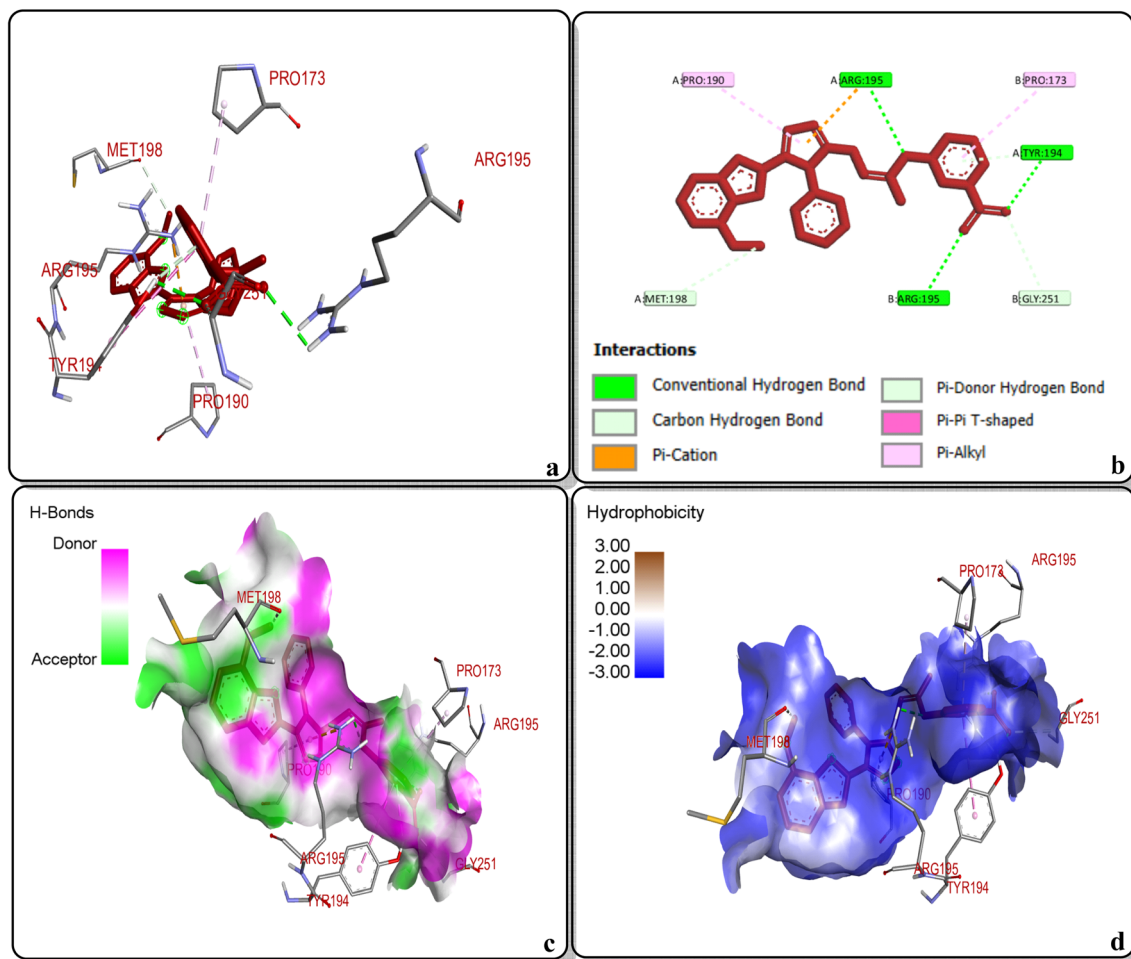 PRO173
MET198
ARG195
ARG195
251
TYR194
PRO190
a
A:PRO:190
A:ARG:195
B:PRO:173
A:TYR:194
A:MET:198
B:ARG:195
B:GLY:251
Interactions
Conventional Hydrogen Bond
Carbon Hydrogen Bond
Pi-Cation
Pi-Donor Hydrogen Bond
Pi-Pi T-shaped
Pi-Alkyl
b
H-Bonds
Donor
Acceptor
MET198
PRO173
ARG195
PRO190
ARG195
GLY251
TYR194
c
Hydrophobicity
3.00
2.00
1.00
0.00
-1.00
-2.00
-3.00
PRO173
ARG195
GLY251
MET198
PRO190
ARG195
TYR194
d